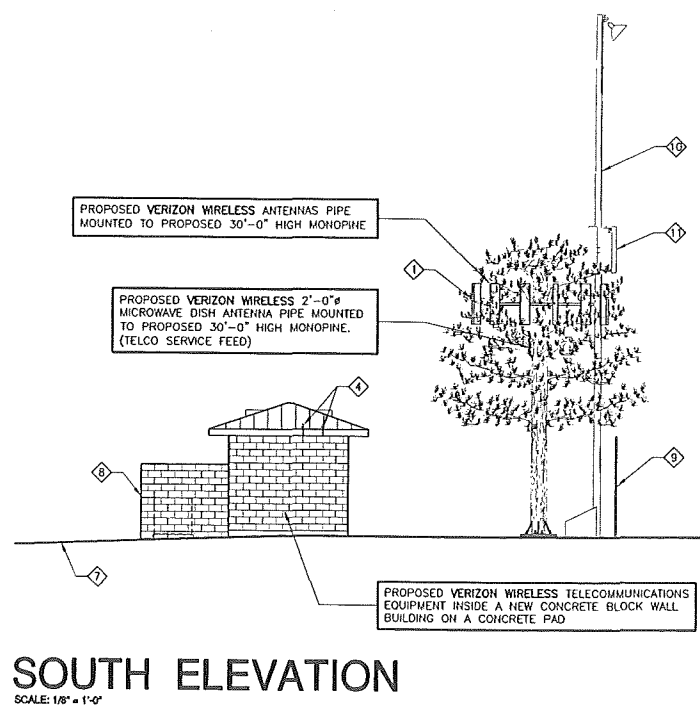 10
PROPOSED VERIZON WIRELESS ANTENNAS PIPE
MOUNTED TO PROPOSED 30'-0" HIGH MONOPINE
11
1
PROPOSED VERIZON WIRELESS 2'-0"ø
MICROWAVE DISH ANTENNA PIPE MOUNTED
TO PROPOSED 30'-0" HIGH MONOPINE.
(TELCO SERVICE FEED)
4
8
9
7
PROPOSED VERIZON WIRELESS TELECOMMUNICATIONS
EQUIPMENT INSIDE A NEW CONCRETE BLOCK WALL
BUILDING ON A CONCRETE PAD
SOUTH ELEVATION
SCALE: 1/8" = 1'-0"